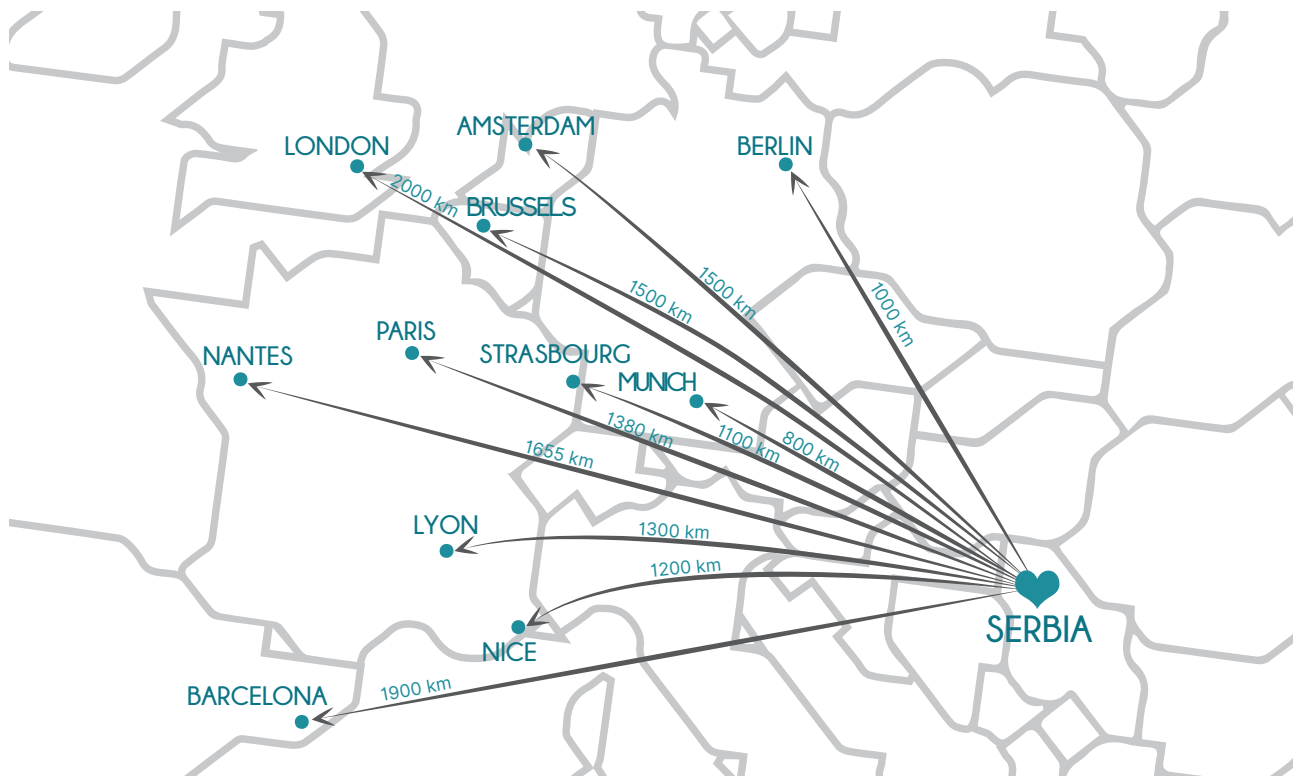 AMSTERDAM
LONDON
BERLIN
2000 km
BRUSSELS
1500 km
1500 km
1000 km
PARIS
NANTES
STRASBOURG
MUNICH
1380 km
1100 km
800 km
1655 km
LYON
1300 km
1200 km
SERBIA
NICE
1900 km
BARCELONA